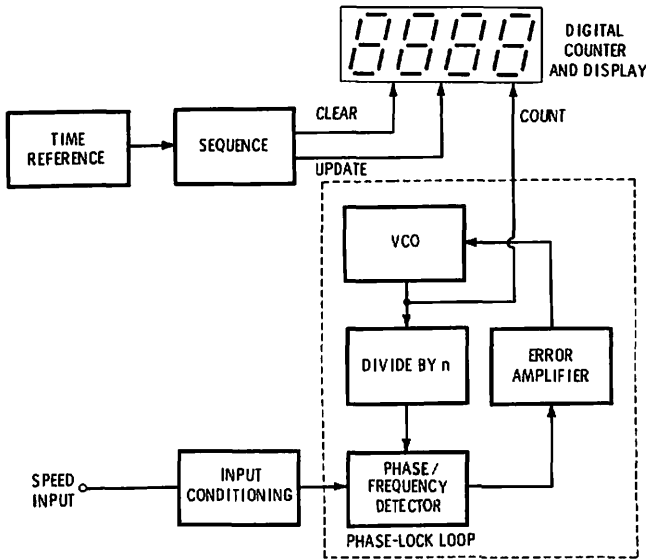 DIGITAL
COUNTER
AND DISPLAY
CLEAR
COUNT
TIME
REFERENCE
SEQUENCE
UPDATE
VCO
DIVIDE BY n
ERROR
AMPLIFIER
SPEED
INPUT
INPUT
CONDITIONING
PHASE/
FREQUENCY
DETECTOR
PHASE-LOCK LOOP